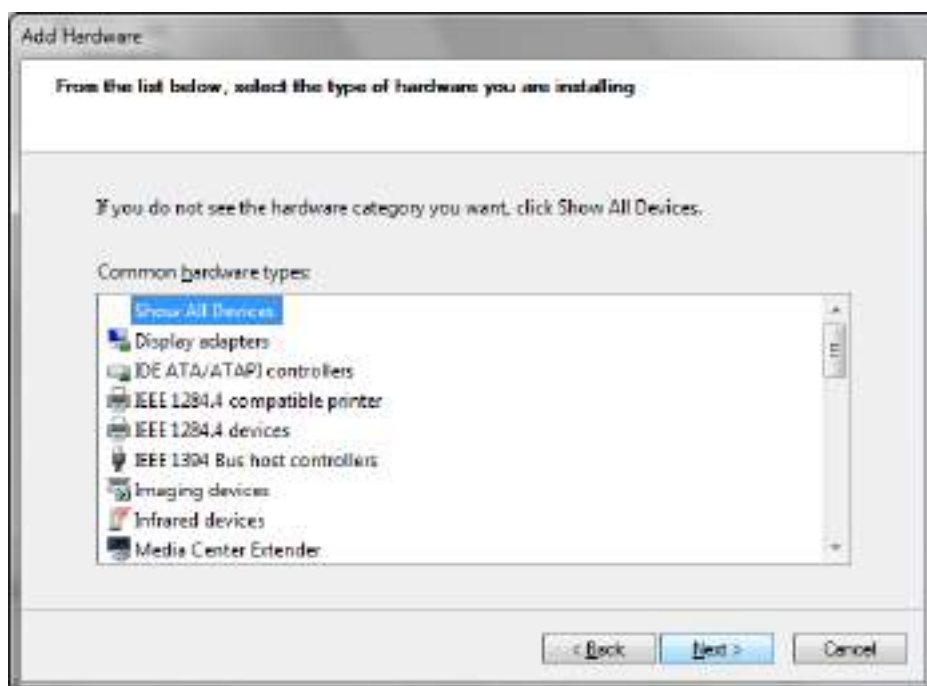 Add Hardware
From the list below, select the type of hardware you are installing
If you do not see the hardware category you want, click Show All Devices.
Common hardware types:
Show All Devices
Display adapters
IDE ATA/ATAPI controllers
IEEE 1284.4 compatible printer
IEEE 1284.4 devices
IEEE 1394 Bus host controllers
Imaging devices
Infrared devices
Media Center Extender
< Back
Next >
Cancel